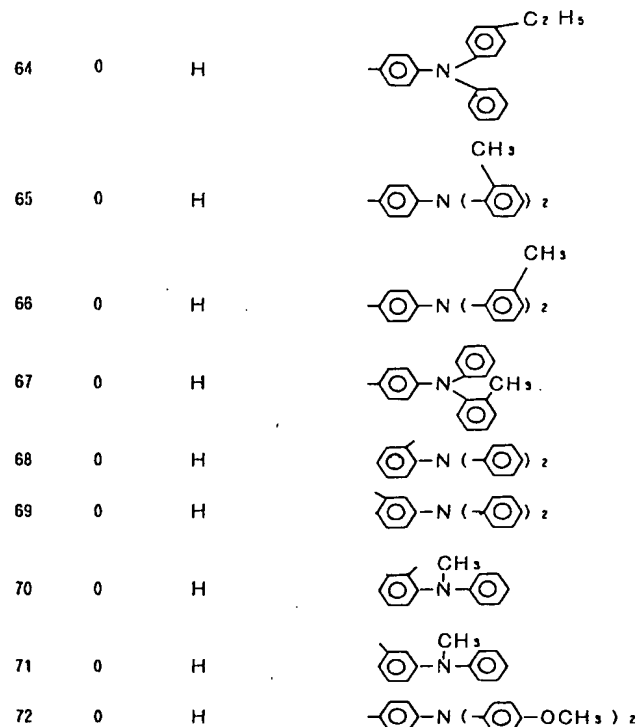 C₂H₅
64 0 H N
CH₃
65 0 H N ( )₂
CH₃
66 0 H N ( )₂
67 0 H N CH₃
68 0 H N ( )₂
69 0 H N ( )₂
CH₃
70 0 H N
CH₃
71 0 H N
72 0 H N ( OCH₃ )₂